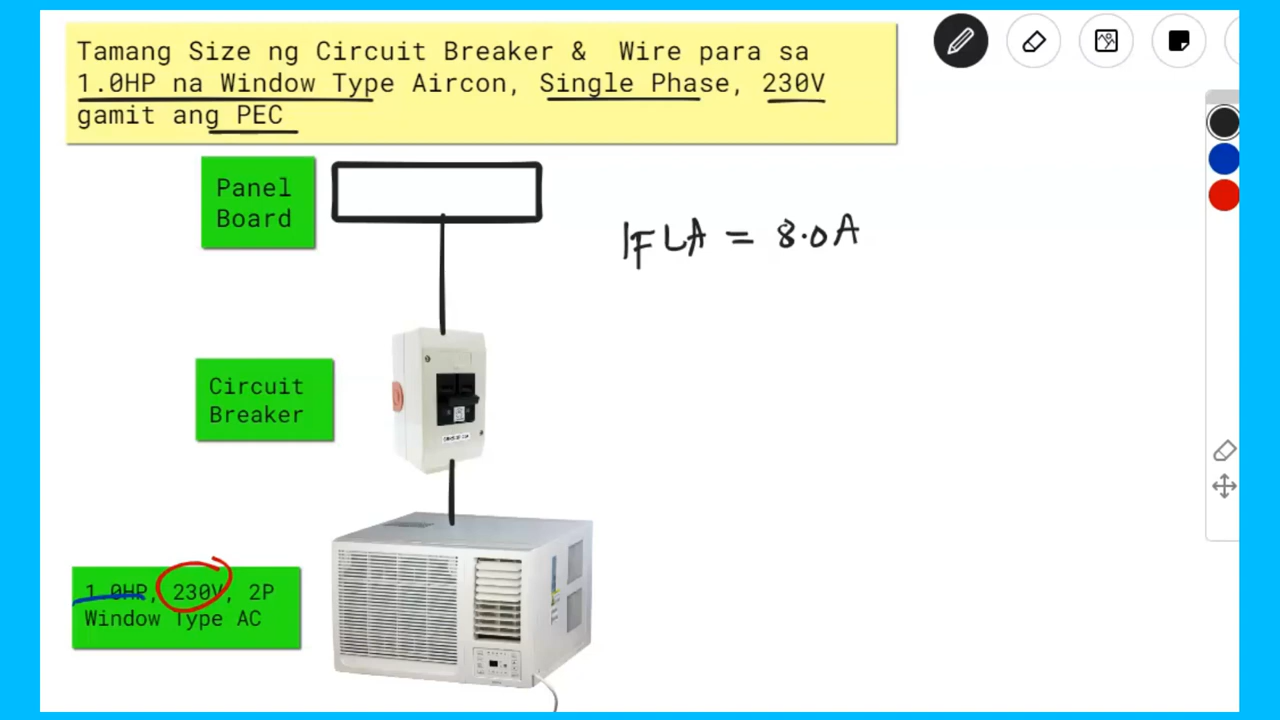 Tamang Size ng Circuit Breaker & Wire para sa
1.0HP na Window Type Aircon, Single Phase, 230V
gamit ang PEC
Panel
Board
IFLA = 8.0A
Circuit
Breaker
1.0HP, 230V, 2P
Window Type AC